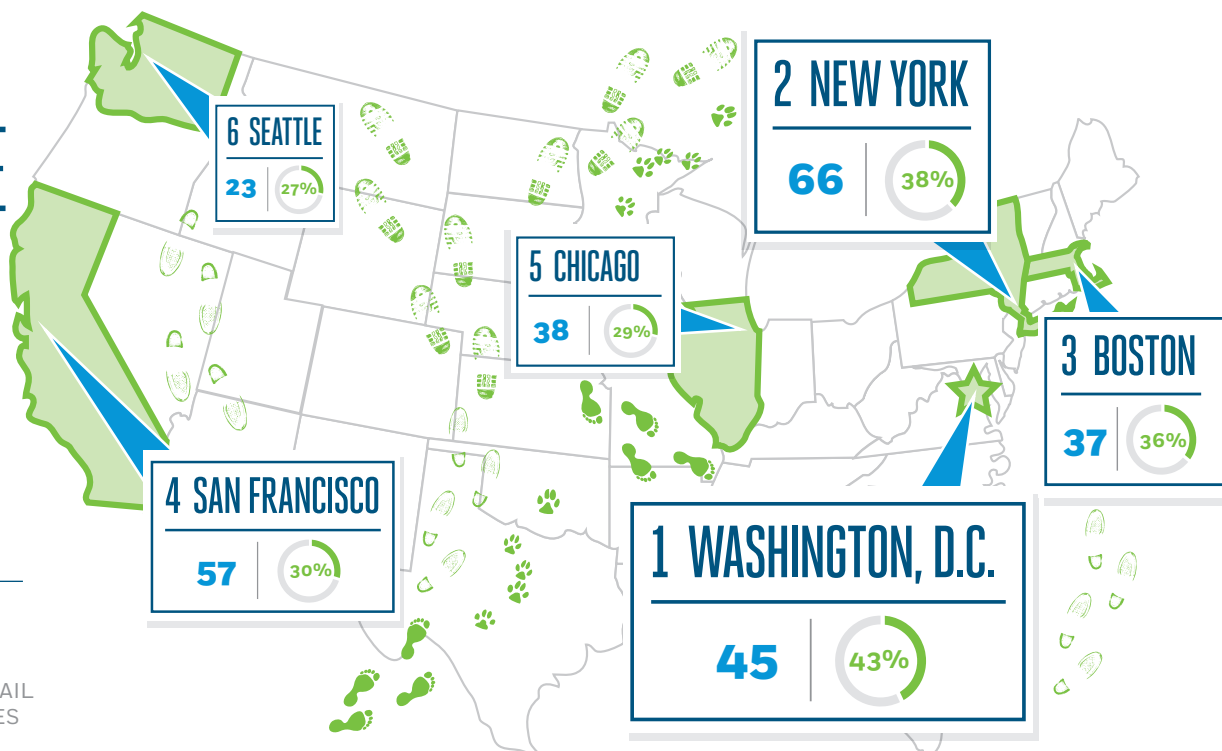 6 SEATTLE
23
27%
2 NEW YORK
66
38%
5 CHICAGO
38
29%
3 BOSTON
37
36%
4 SAN FRANCISCO
57
30%
1 WASHINGTON, D.C.
45
43%
AIL
ES